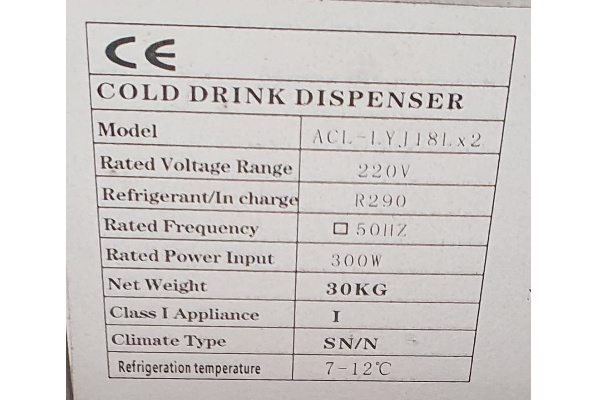 CE
COLD DRINK DISPENSER
Model ACL-LYJ18Lx2
Rated Voltage Range 220V
Refrigerant/In charge R290
Rated Frequency □ 50HZ
Rated Power Input 300W
Net Weight 30KG
Class I Appliance I
Climate Type SN/N
Refrigeration temperature 7-12℃